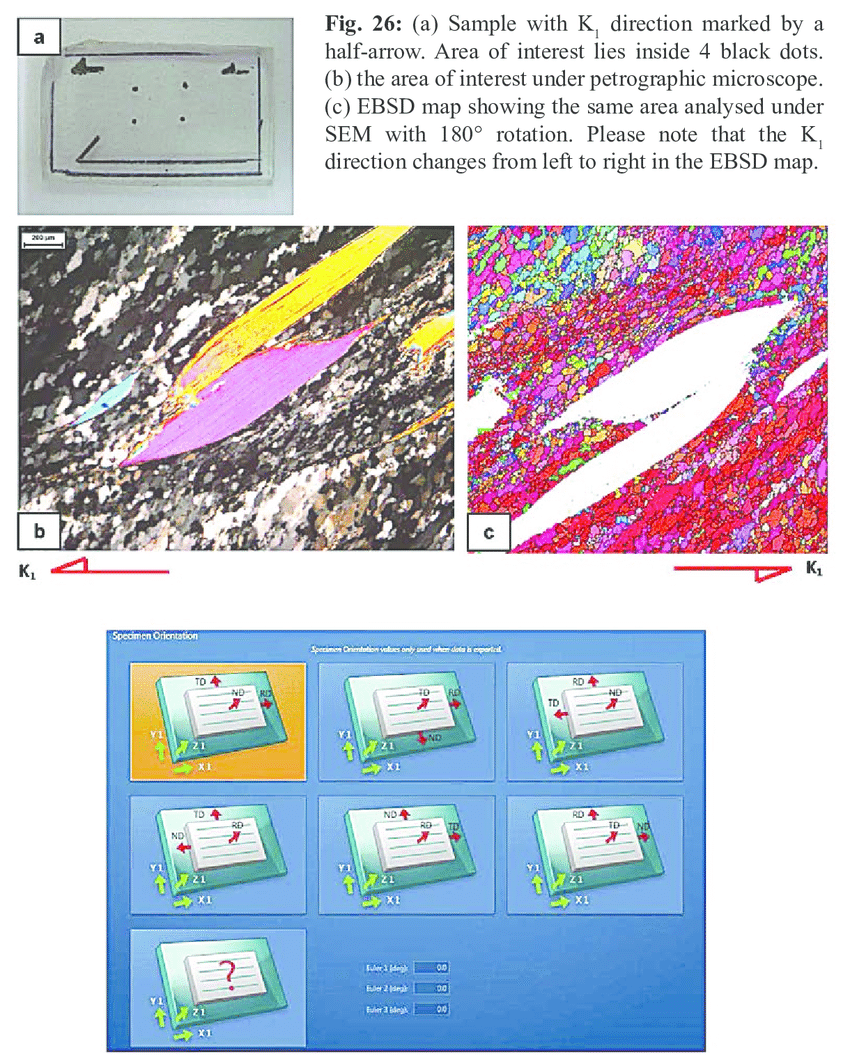 a
Fig. 26: (a) Sample with K1 direction marked by a
half-arrow. Area of interest lies inside 4 black dots.
(b) the area of interest under petrographic microscope.
(c) EBSD map showing the same area analysed under
SEM with 180° rotation. Please note that the K1
direction changes from left to right in the EBSD map.
200 µm
b
c
K1
K1
Specimen Orientation
Specimen Orientation values only used when data is exported.
TD
ND
RD
Y1
Z1
X1
TD
RD
ND
Y1
Z1
X1
RD
ND
TD
Y1
Z1
X1
TD
RD
ND
Y1
Z1
X1
ND
RD
TD
Y1
Z1
X1
RD
TD
ND
Y1
Z1
X1
?
Y1
Z1
X1
Euler 1 (deg): 0.0
Euler 2 (deg): 0.0
Euler 3 (deg): 0.0